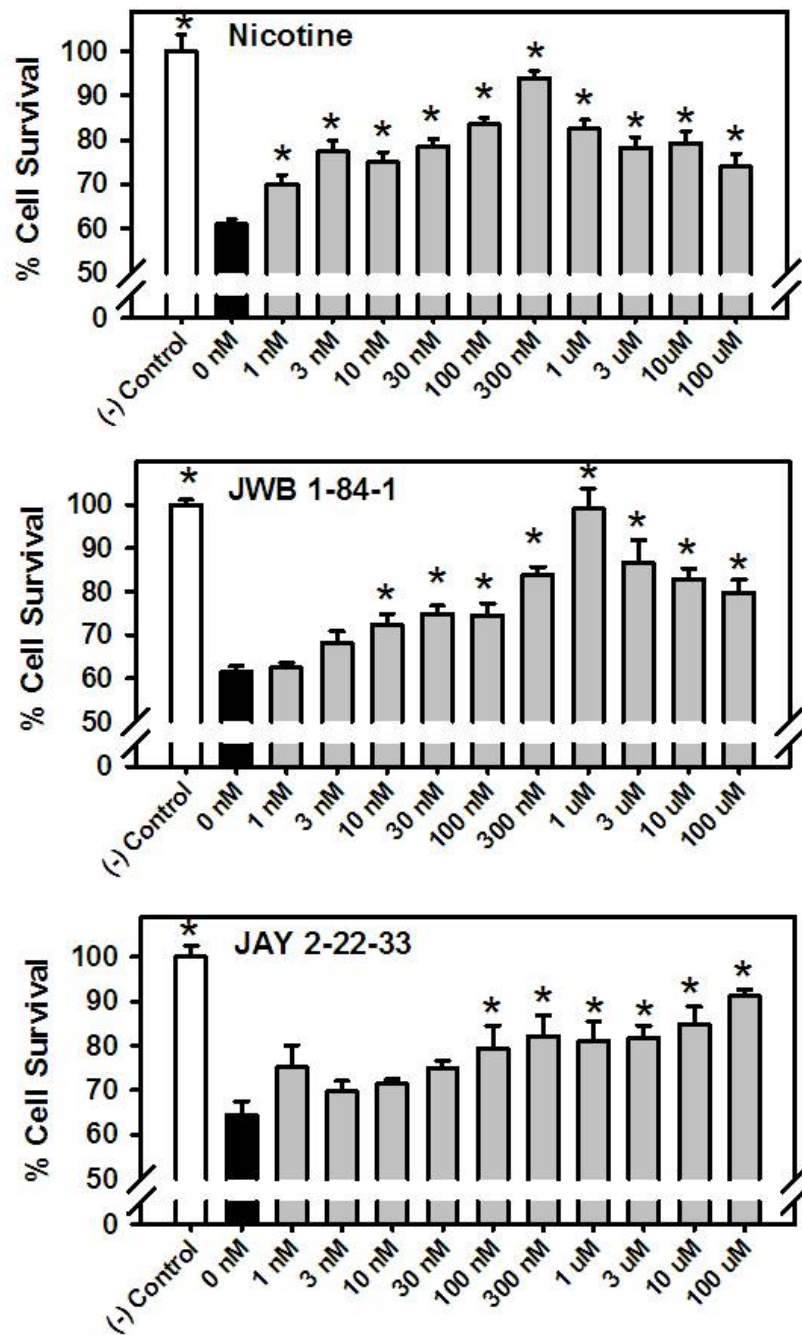 Nicotine
*
*
*
*
*
*
*
*
*
*
*
% Cell Survival
100
90
80
70
60
50
0
(-) Control
0 nM
1 nM
3 nM
10 nM
30 nM
100 nM
300 nM
1 uM
3 uM
10uM
100 uM
JWB 1-84-1
*
*
*
*
*
*
*
*
*
% Cell Survival
100
90
80
70
60
50
0
(-) Control
0 nM
1 nM
3 nM
10 nM
30 nM
100 nM
300 nM
1 uM
3 uM
10 uM
100 uM
JAY 2-22-33
*
*
*
*
*
*
*
% Cell Survival
100
90
80
70
60
50
0
(-) Control
0 nM
1 nM
3 nM
10 nM
30 nM
100 nM
300 nM
1 uM
3 uM
10 uM
100 uM